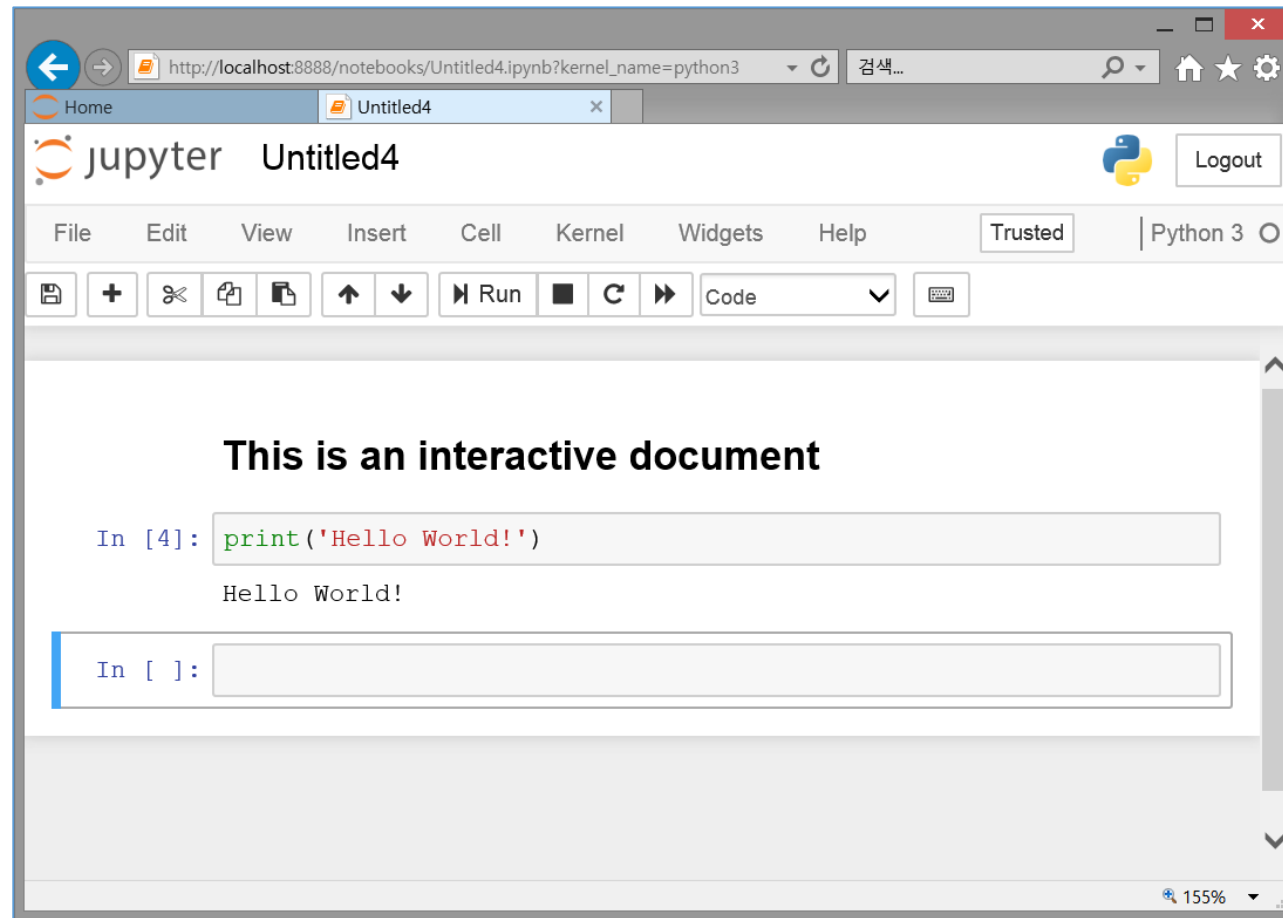 http://localhost:8888/notebooks/Untitled4.ipynb?kernel_name=python3 검색...
Home Untitled4
jupyter Untitled4 Logout
File Edit View Insert Cell Kernel Widgets Help Trusted Python 3
Run Code
This is an interactive document
In [4]: print('Hello World!')
Hello World!
In [ ]:
155%